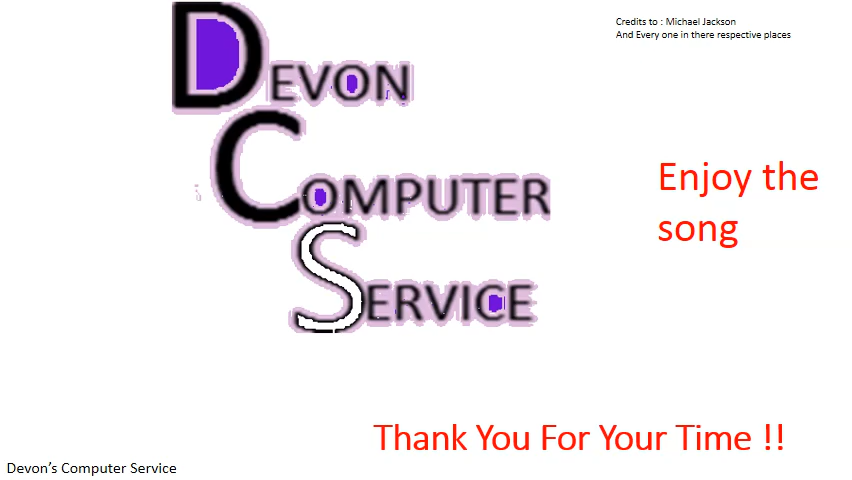 Credits to : Michael Jackson
And Every one in there respective places
DEVON
COMPUTER
SERVICE
Enjoy the
song
Thank You For Your Time !!
Devon’s Computer Service